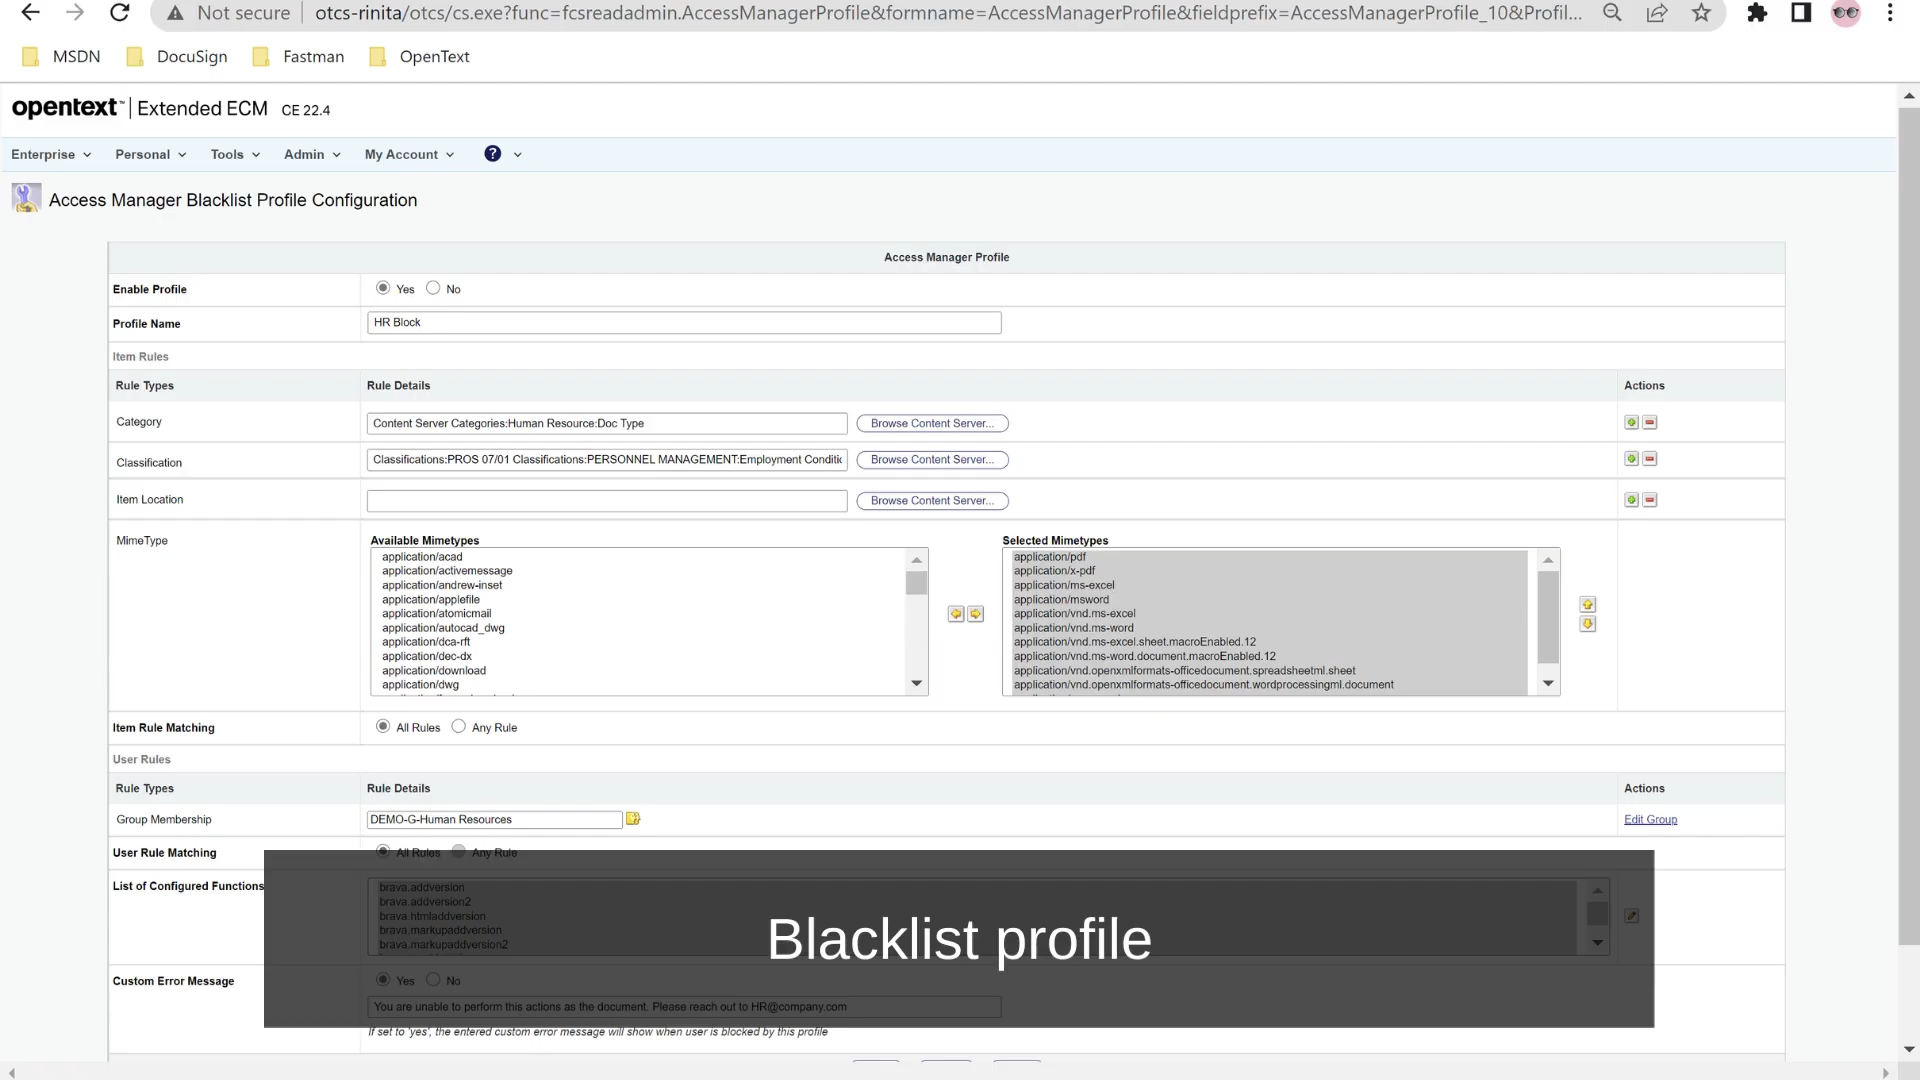 Not secure
otcs-rinita/otcs/cs.exe?func=fcsreadadmin.AccessManagerProfile&formname=AccessManagerProfile&fieldprefix=AccessManagerProfile_10&Profil...
MSDN DocuSign Fastman OpenText
opentext™ | Extended ECM CE 22.4
Enterprise Personal Tools Admin My Account ?
Access Manager Blacklist Profile Configuration
Access Manager Profile
Enable Profile Yes No
Profile Name HR Block
Item Rules
Rule Types Rule Details Actions
Category Content Server Categories:Human Resource:Doc Type Browse Content Server...
Classification Classifications:PROS 07/01 Classifications:PERSONNEL MANAGEMENT:Employment Conditic Browse Content Server...
Item Location Browse Content Server...
MimeType Available Mimetypes Selected Mimetypes
application/acad application/pdf
application/activemessage application/x-pdf
application/andrew-inset application/ms-excel
application/applefile application/msword
application/atomicmail application/vnd.ms-excel
application/autocad_dwg application/vnd.ms-word
application/dca-rft application/vnd.ms-excel.sheet.macroEnabled.12
application/dec-dx application/vnd.ms-word.document.macroEnabled.12
application/download application/vnd.openxmlformats-officedocument.spreadsheetml.sheet
application/dwg application/vnd.openxmlformats-officedocument.wordprocessingml.document
Item Rule Matching All Rules Any Rule
User Rules
Rule Types Rule Details Actions
Group Membership DEMO-G-Human Resources Edit Group
User Rule Matching All Rules Any Rule
List of Configured Functions brava.addversion
brava.addversion2
brava.htmladdversion
brava.markupaddversion
brava.markupaddversion2
Blacklist profile
Custom Error Message Yes No
You are unable to perform this actions as the document. Please reach out to HR@company.com
If set to 'yes', the entered custom error message will show when user is blocked by this profile